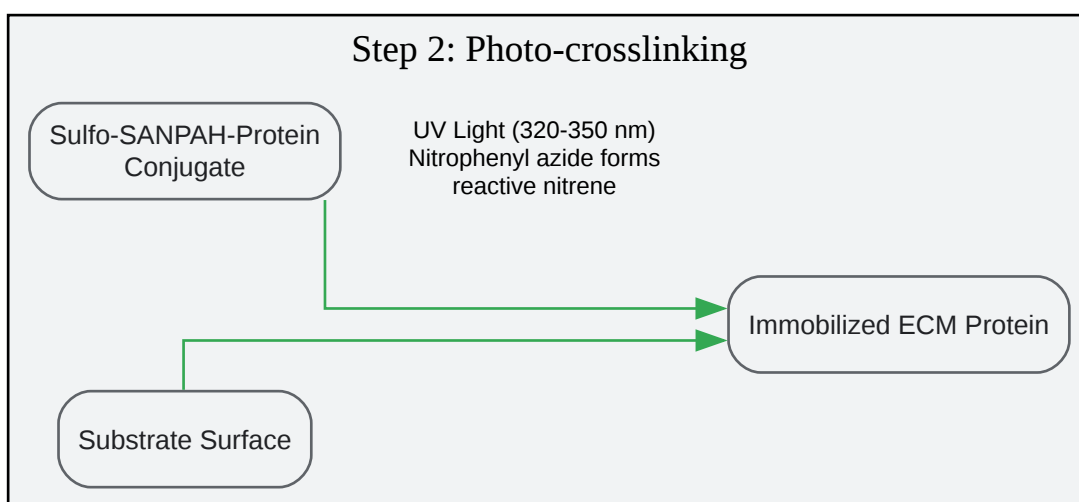 Step 2: Photo-crosslinking
Sulfo-SANPAH-Protein
Conjugate
UV Light (320-350 nm)
Nitrophenyl azide forms
reactive nitrene
Immobilized ECM Protein
Substrate Surface